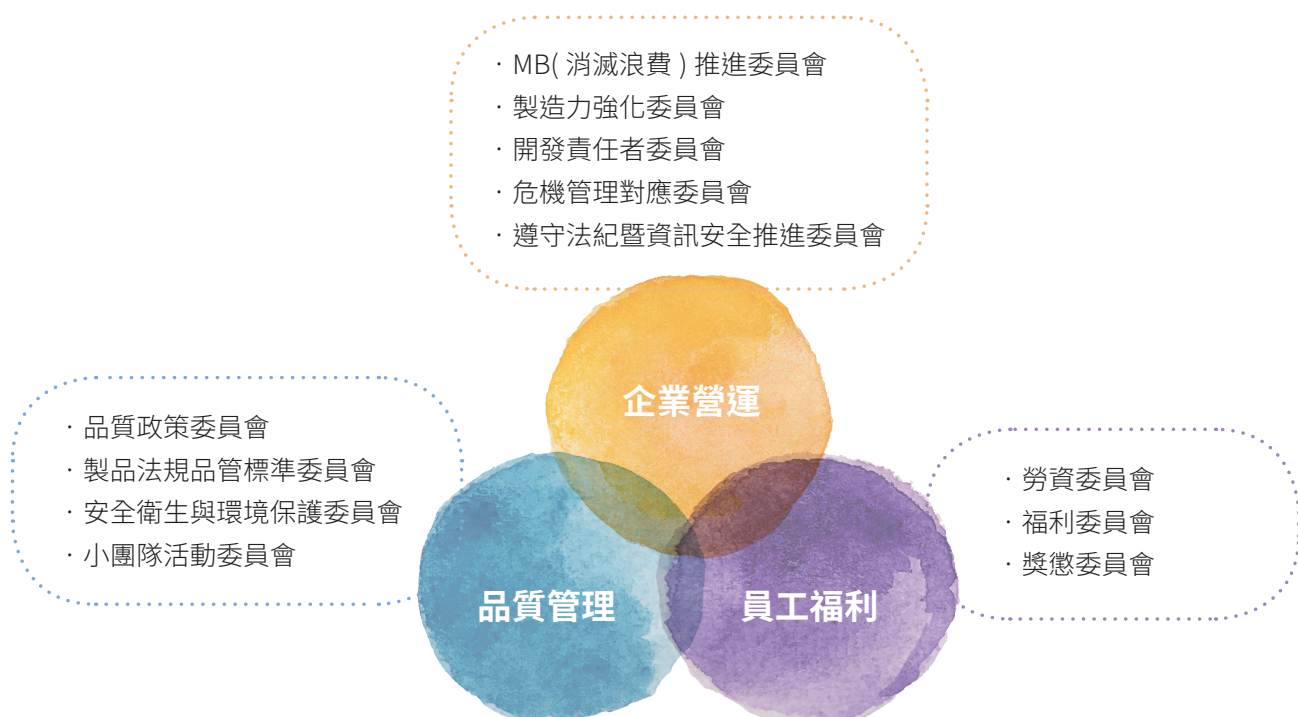 · MB( 消滅浪費 ) 推進委員會
· 製造力強化委員會
· 開發責任者委員會
· 危機管理對應委員會
· 遵守法紀暨資訊安全推進委員會
企業營運
· 品質政策委員會
· 製品法規品管標準委員會
· 安全衛生與環境保護委員會
· 小團隊活動委員會
品質管理
· 勞資委員會
· 福利委員會
· 獎懲委員會
員工福利